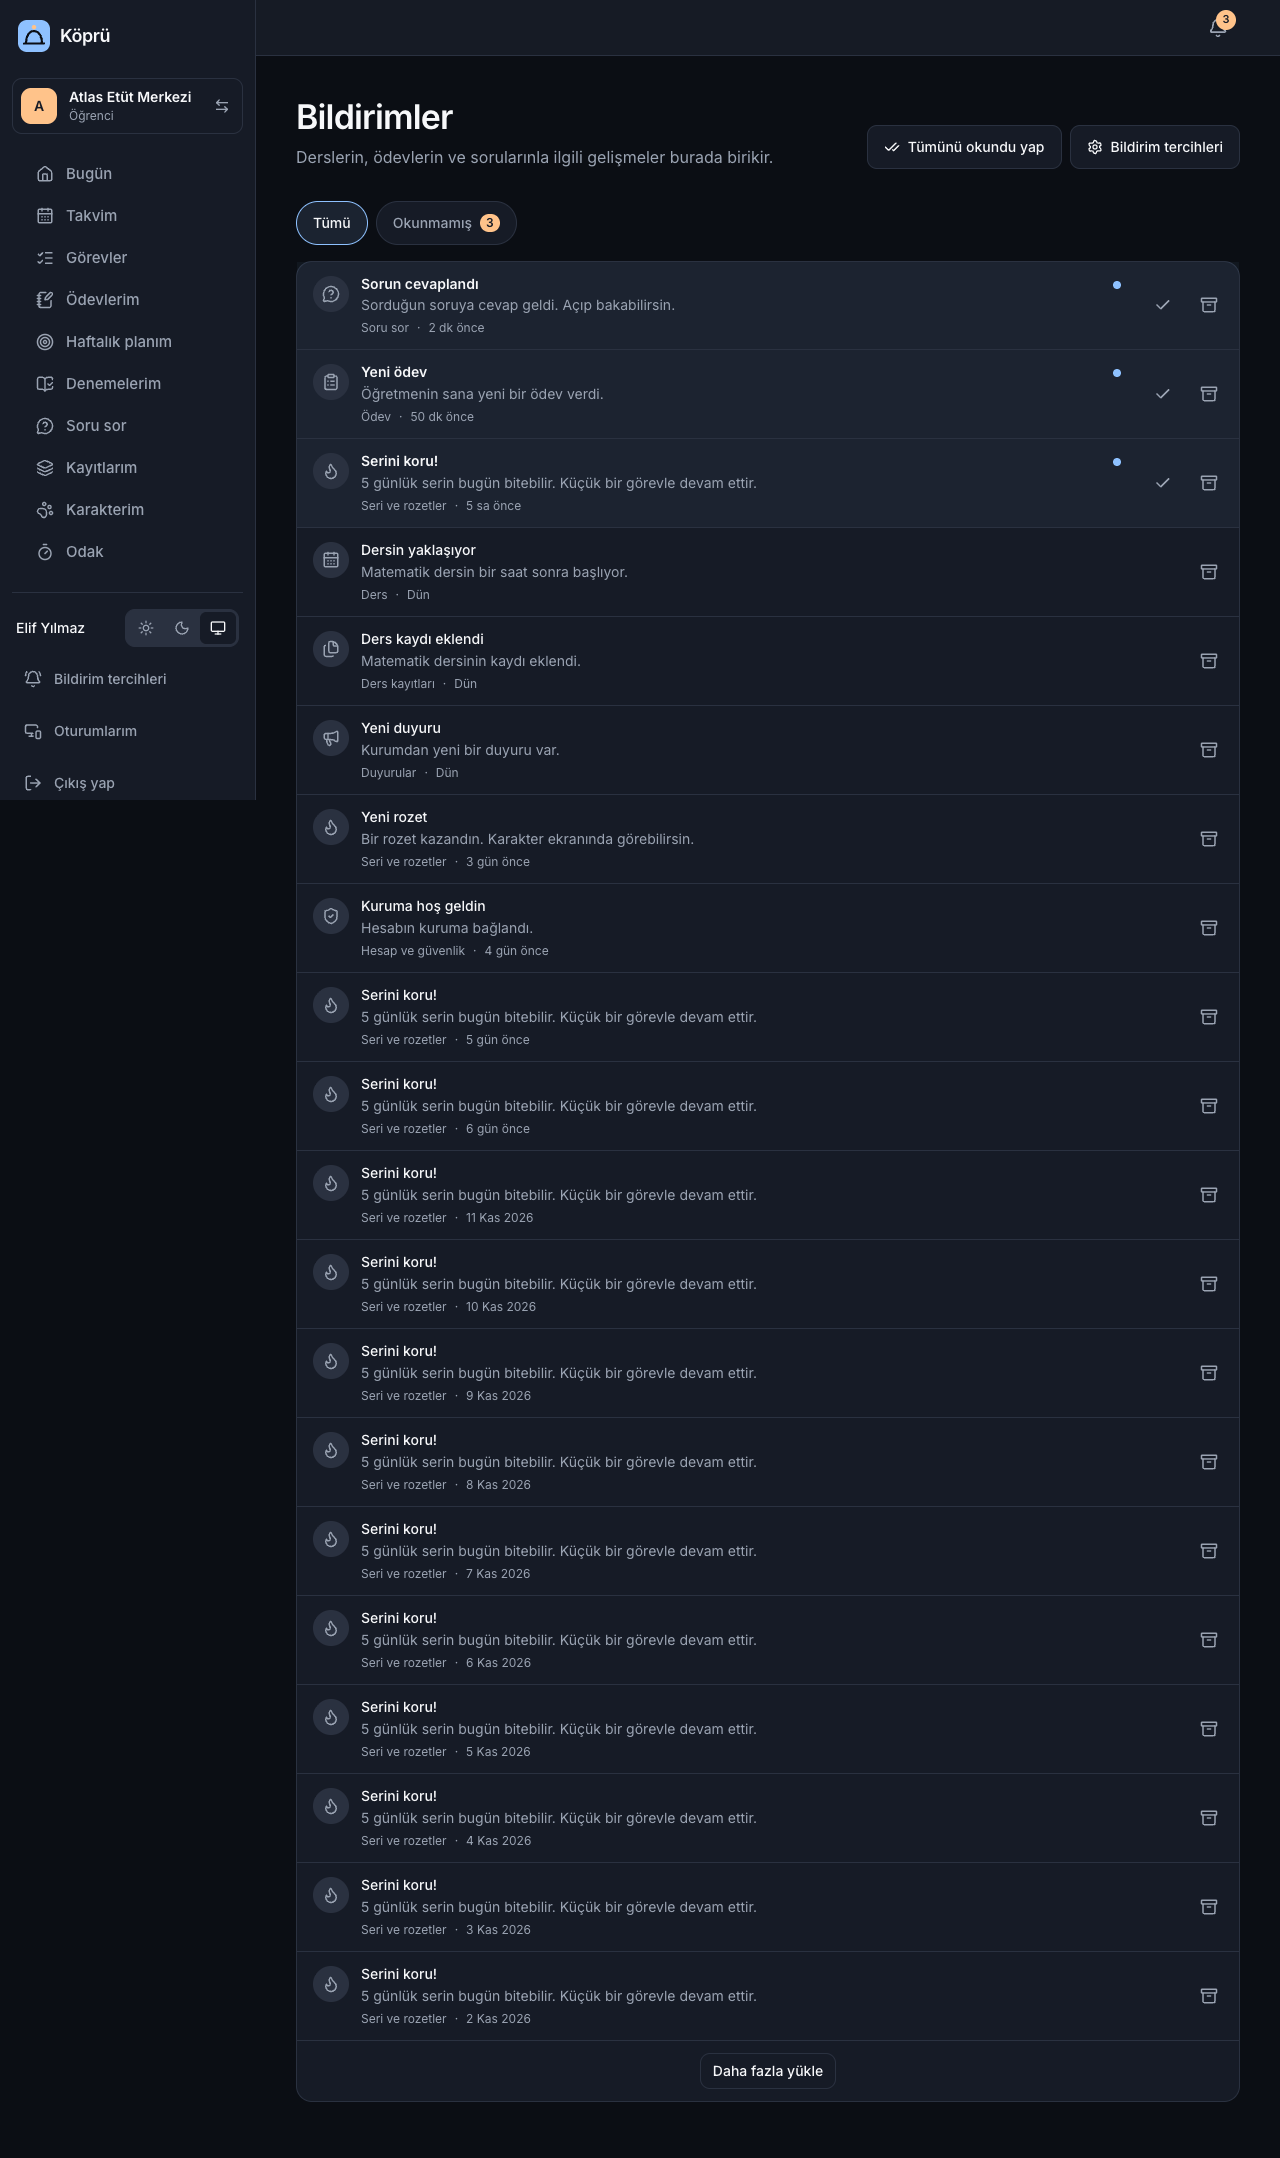 Köprü
3
A
Atlas Etüt Merkezi
Öğrenci
Bugün
Takvim
Görevler
Ödevlerim
Haftalık planım
Denemelerim
Soru sor
Kayıtlarım
Karakterim
Odak
Elif Yılmaz
Bildirim tercihleri
Oturumlarım
Çıkış yap
Bildirimler
Derslerin, ödevlerin ve sorularınla ilgili gelişmeler burada birikir.
Tümünü okundu yap
Bildirim tercihleri
Tümü
Okunmamış 3
Sorun cevaplandı
Sorduğun soruya cevap geldi. Açıp bakabilirsin.
Soru sor · 2 dk önce
Yeni ödev
Öğretmenin sana yeni bir ödev verdi.
Ödev · 50 dk önce
Serini koru!
5 günlük serin bugün bitebilir. Küçük bir görevle devam ettir.
Seri ve rozetler · 5 sa önce
Dersin yaklaşıyor
Matematik dersin bir saat sonra başlıyor.
Ders · Dün
Ders kaydı eklendi
Matematik dersinin kaydı eklendi.
Ders kayıtları · Dün
Yeni duyuru
Kurumdan yeni bir duyuru var.
Duyurular · Dün
Yeni rozet
Bir rozet kazandın. Karakter ekranında görebilirsin.
Seri ve rozetler · 3 gün önce
Kuruma hoş geldin
Hesabın kuruma bağlandı.
Hesap ve güvenlik · 4 gün önce
Serini koru!
5 günlük serin bugün bitebilir. Küçük bir görevle devam ettir.
Seri ve rozetler · 5 gün önce
Serini koru!
5 günlük serin bugün bitebilir. Küçük bir görevle devam ettir.
Seri ve rozetler · 6 gün önce
Serini koru!
5 günlük serin bugün bitebilir. Küçük bir görevle devam ettir.
Seri ve rozetler · 11 Kas 2026
Serini koru!
5 günlük serin bugün bitebilir. Küçük bir görevle devam ettir.
Seri ve rozetler · 10 Kas 2026
Serini koru!
5 günlük serin bugün bitebilir. Küçük bir görevle devam ettir.
Seri ve rozetler · 9 Kas 2026
Serini koru!
5 günlük serin bugün bitebilir. Küçük bir görevle devam ettir.
Seri ve rozetler · 8 Kas 2026
Serini koru!
5 günlük serin bugün bitebilir. Küçük bir görevle devam ettir.
Seri ve rozetler · 7 Kas 2026
Serini koru!
5 günlük serin bugün bitebilir. Küçük bir görevle devam ettir.
Seri ve rozetler · 6 Kas 2026
Serini koru!
5 günlük serin bugün bitebilir. Küçük bir görevle devam ettir.
Seri ve rozetler · 5 Kas 2026
Serini koru!
5 günlük serin bugün bitebilir. Küçük bir görevle devam ettir.
Seri ve rozetler · 4 Kas 2026
Serini koru!
5 günlük serin bugün bitebilir. Küçük bir görevle devam ettir.
Seri ve rozetler · 3 Kas 2026
Serini koru!
5 günlük serin bugün bitebilir. Küçük bir görevle devam ettir.
Seri ve rozetler · 2 Kas 2026
Daha fazla yükle